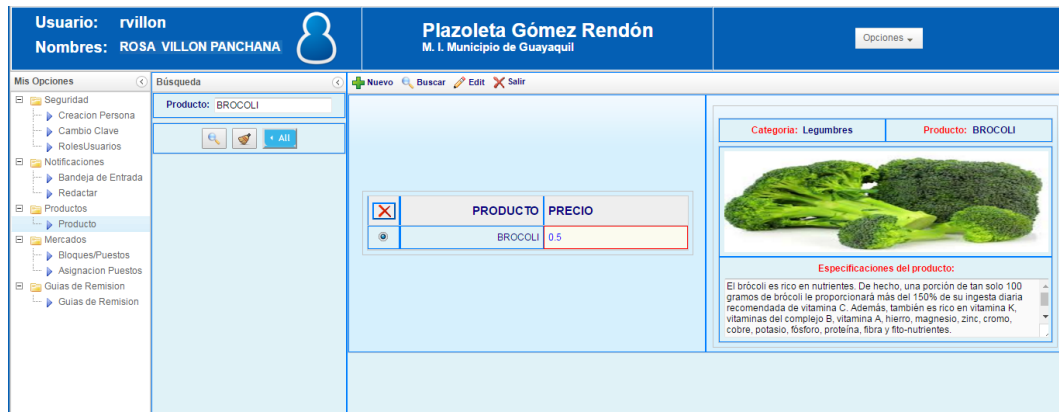 Usuario: rvillon
Nombres: ROSA VILLON PANCHANA
Plazoleta Gómez Rendón
M. I. Municipio de Guayaquil
Opciones
Mis Opciones
Seguridad
Creacion Persona
Cambio Clave
RolesUsuarios
Notificaciones
Bandeja de Entrada
Redactar
Productos
Producto
Mercados
Bloques/Puestos
Asignacion Puestos
Guias de Remision
Guias de Remision
Búsqueda
Producto: BROCOLI
All
Nuevo Buscar Edit Salir
PRODUCTO PRECIO
BROCOLI 0.5
Categoria: Legumbres Producto: BROCOLI
Especificaciones del producto:
El brócoli es rico en nutrientes. De hecho, una porción de tan solo 100
gramos de brócoli le proporcionará más del 150% de su ingesta diaria
recomendada de vitamina C. Además, también es rico en vitamina K,
vitaminas del complejo B, vitamina A, hierro, magnesio, zinc, cromo,
cobre, potasio, fósforo, proteína, fibra y fito-nutrientes.